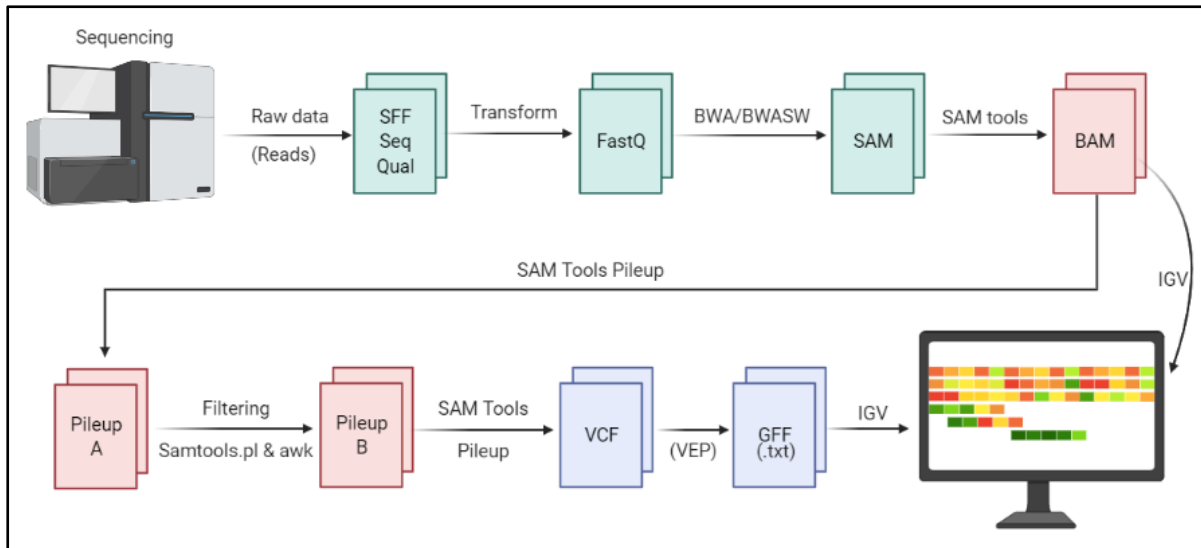 Sequencing
Raw data
(Reads)
SFF
Seq
Qual
Transform
FastQ
BWA/BWASW
SAM
SAM tools
BAM
SAM Tools Pileup
IGV
Pileup
A
Filtering
Samtools.pl & awk
Pileup
B
SAM Tools
Pileup
VCF
(VEP)
GFF
(.txt)
IGV